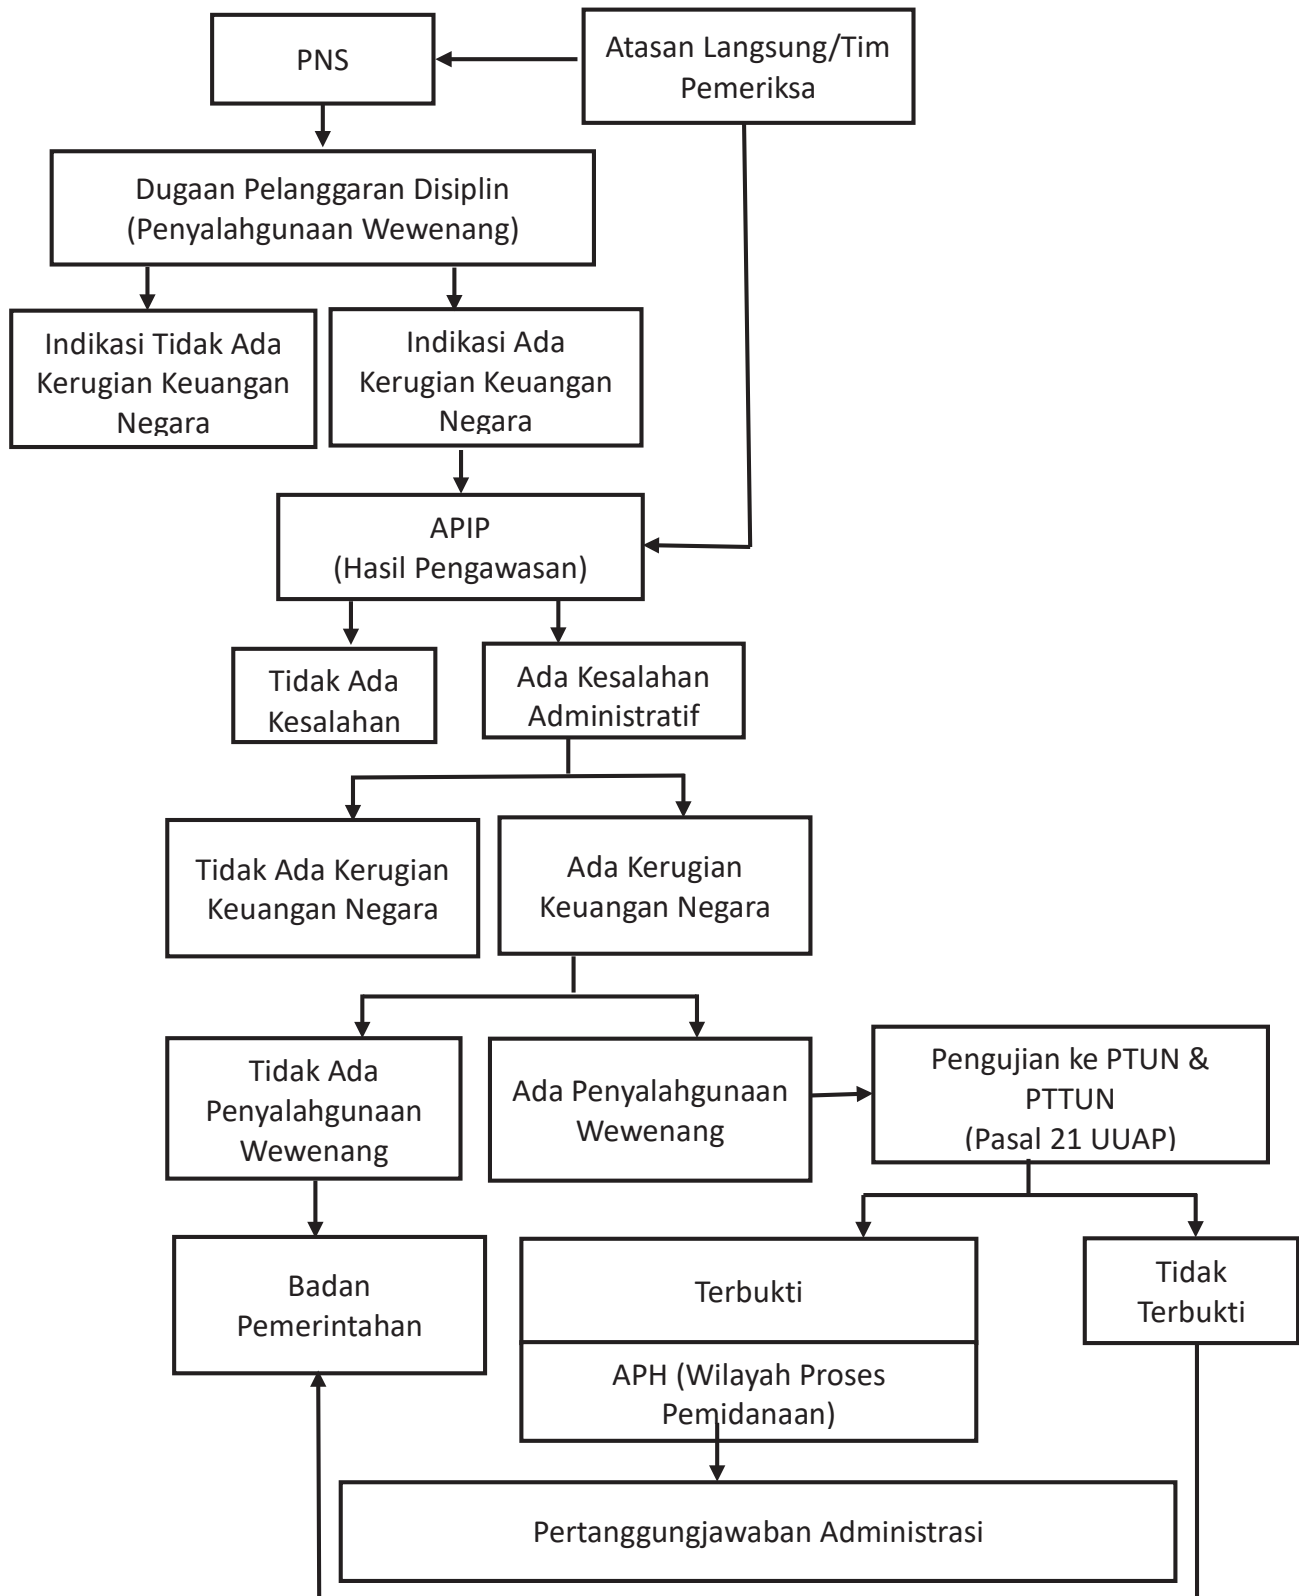 PNS
Atasan Langsung/Tim
Pemeriksa
Dugaan Pelanggaran Disiplin
(Penyalahgunaan Wewenang)
Indikasi Tidak Ada
Kerugian Keuangan
Negara
Indikasi Ada
Kerugian Keuangan
Negara
APIP
(Hasil Pengawasan)
Tidak Ada
Kesalahan
Ada Kesalahan
Administratif
Tidak Ada Kerugian
Keuangan Negara
Ada Kerugian
Keuangan Negara
Tidak Ada
Penyalahgunaan
Wewenang
Ada Penyalahgunaan
Wewenang
Pengujian ke PTUN &
PTTUN
(Pasal 21 UUAP)
Badan
Pemerintahan
Terbukti
Tidak
Terbukti
APH (Wilayah Proses
Pemidanaan)
Pertanggungjawaban Administrasi